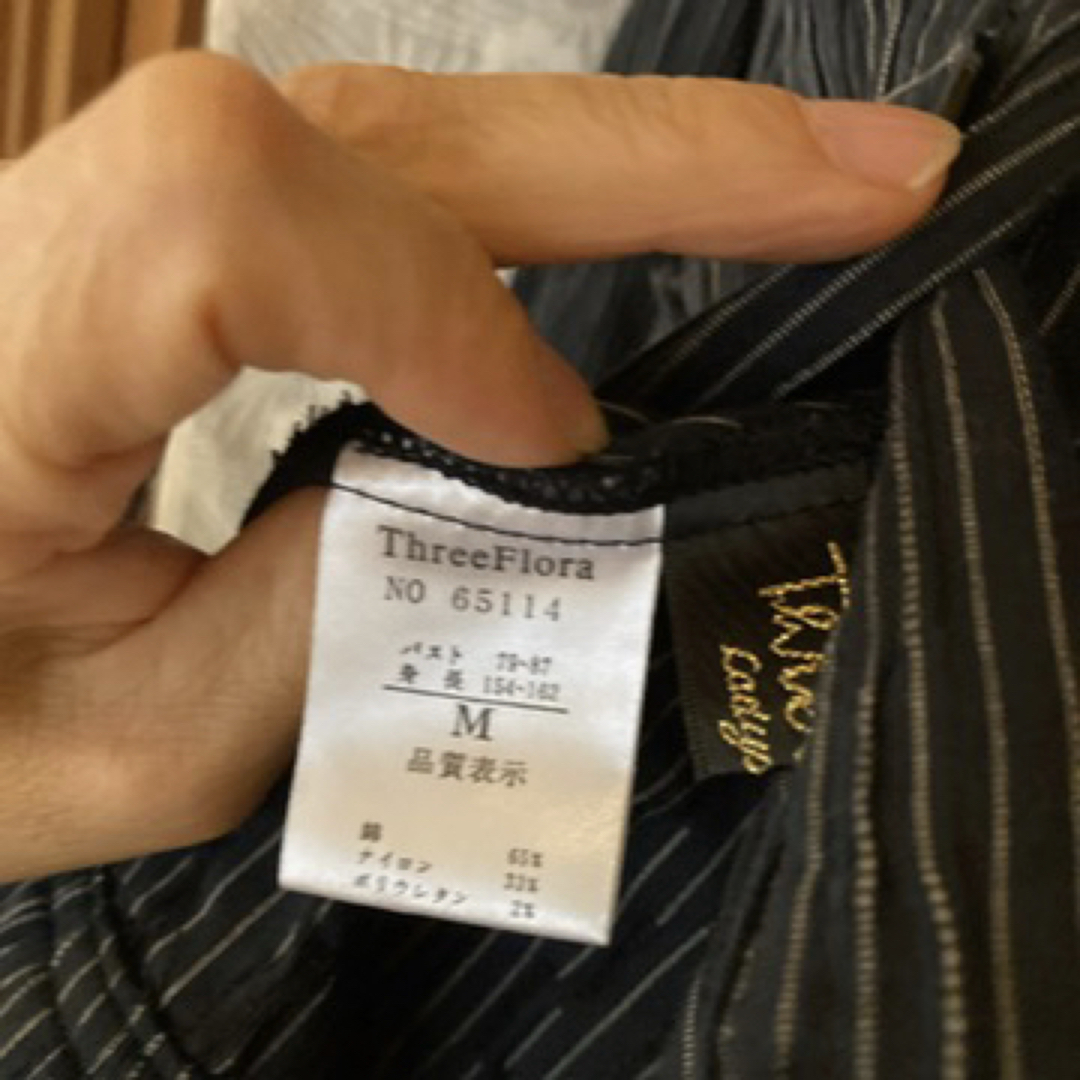 ThreeFlora
NO 65114
バスト 79-87
身 長 154-162
M
品質表示
綿 65%
ナイロン 33%
ポリウレタン 2%